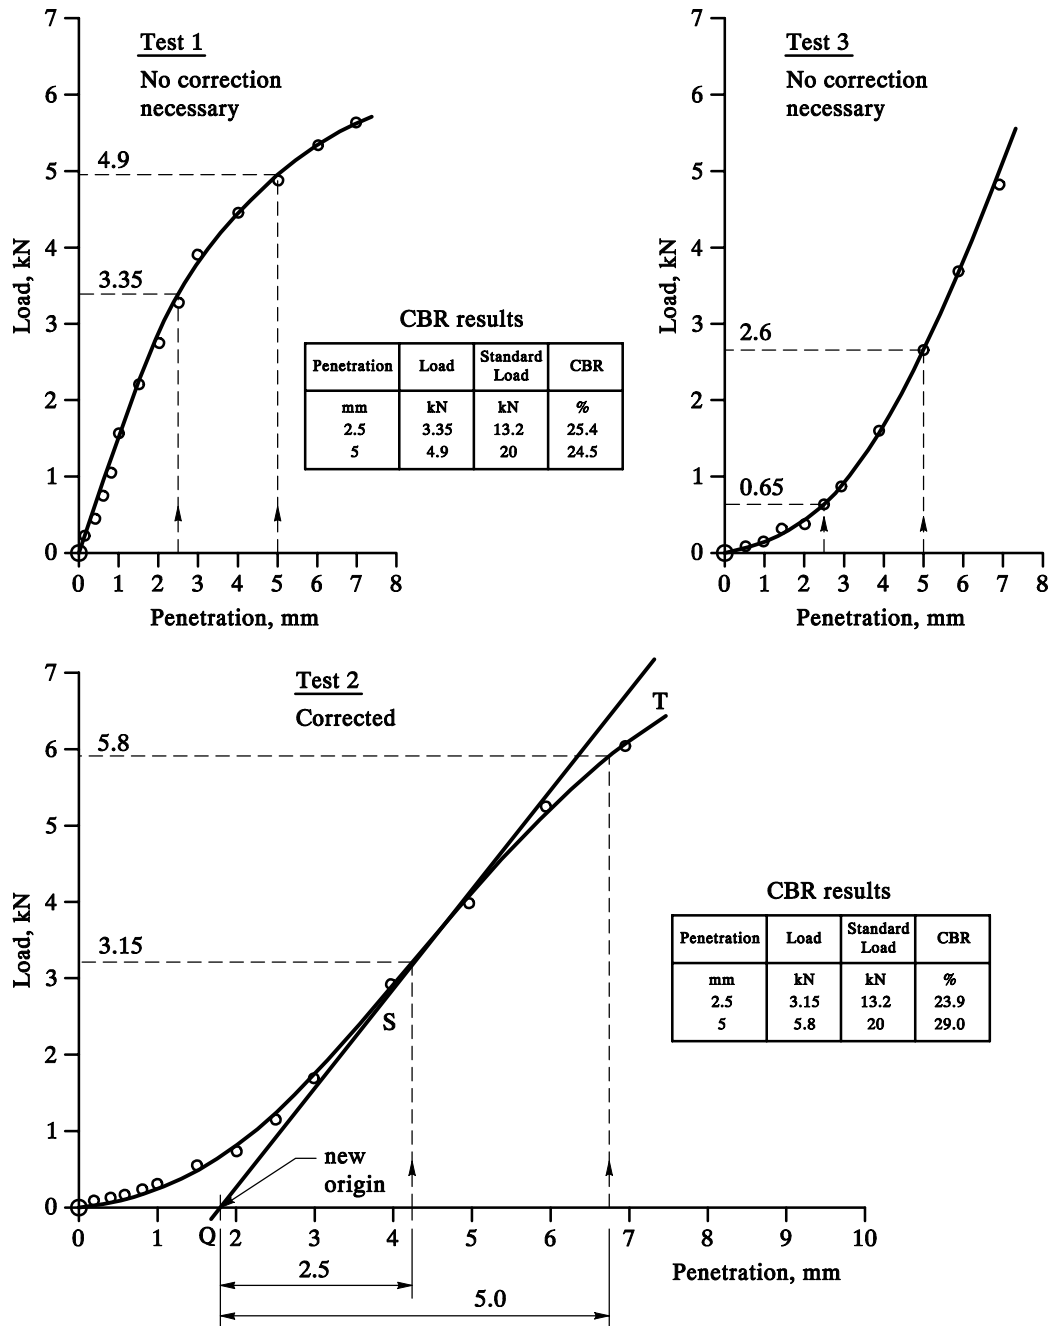 Test 1
No correction
necessary
7
6
5
4
3
2
1
0
4.9
3.35
Load, kN
0 1 2 3 4 5 6 7 8
Penetration, mm
CBR results
Penetration Load Standard Load CBR
mm kN kN %
2.5 3.35 13.2 25.4
5 4.9 20 24.5
Test 3
No correction
necessary
7
6
5
4
3
2
1
0
2.6
0.65
Load, kN
0 1 2 3 4 5 6 7 8
Penetration, mm
Test 2
Corrected
7
6
5
4
3
2
1
0
5.8
3.15
Load, kN
T
S
new
origin
Q
0 1 2 3 4 5 6 7 8 9 10
Penetration, mm
2.5
5.0
CBR results
Penetration Load Standard Load CBR
mm kN kN %
2.5 3.15 13.2 23.9
5 5.8 20 29.0